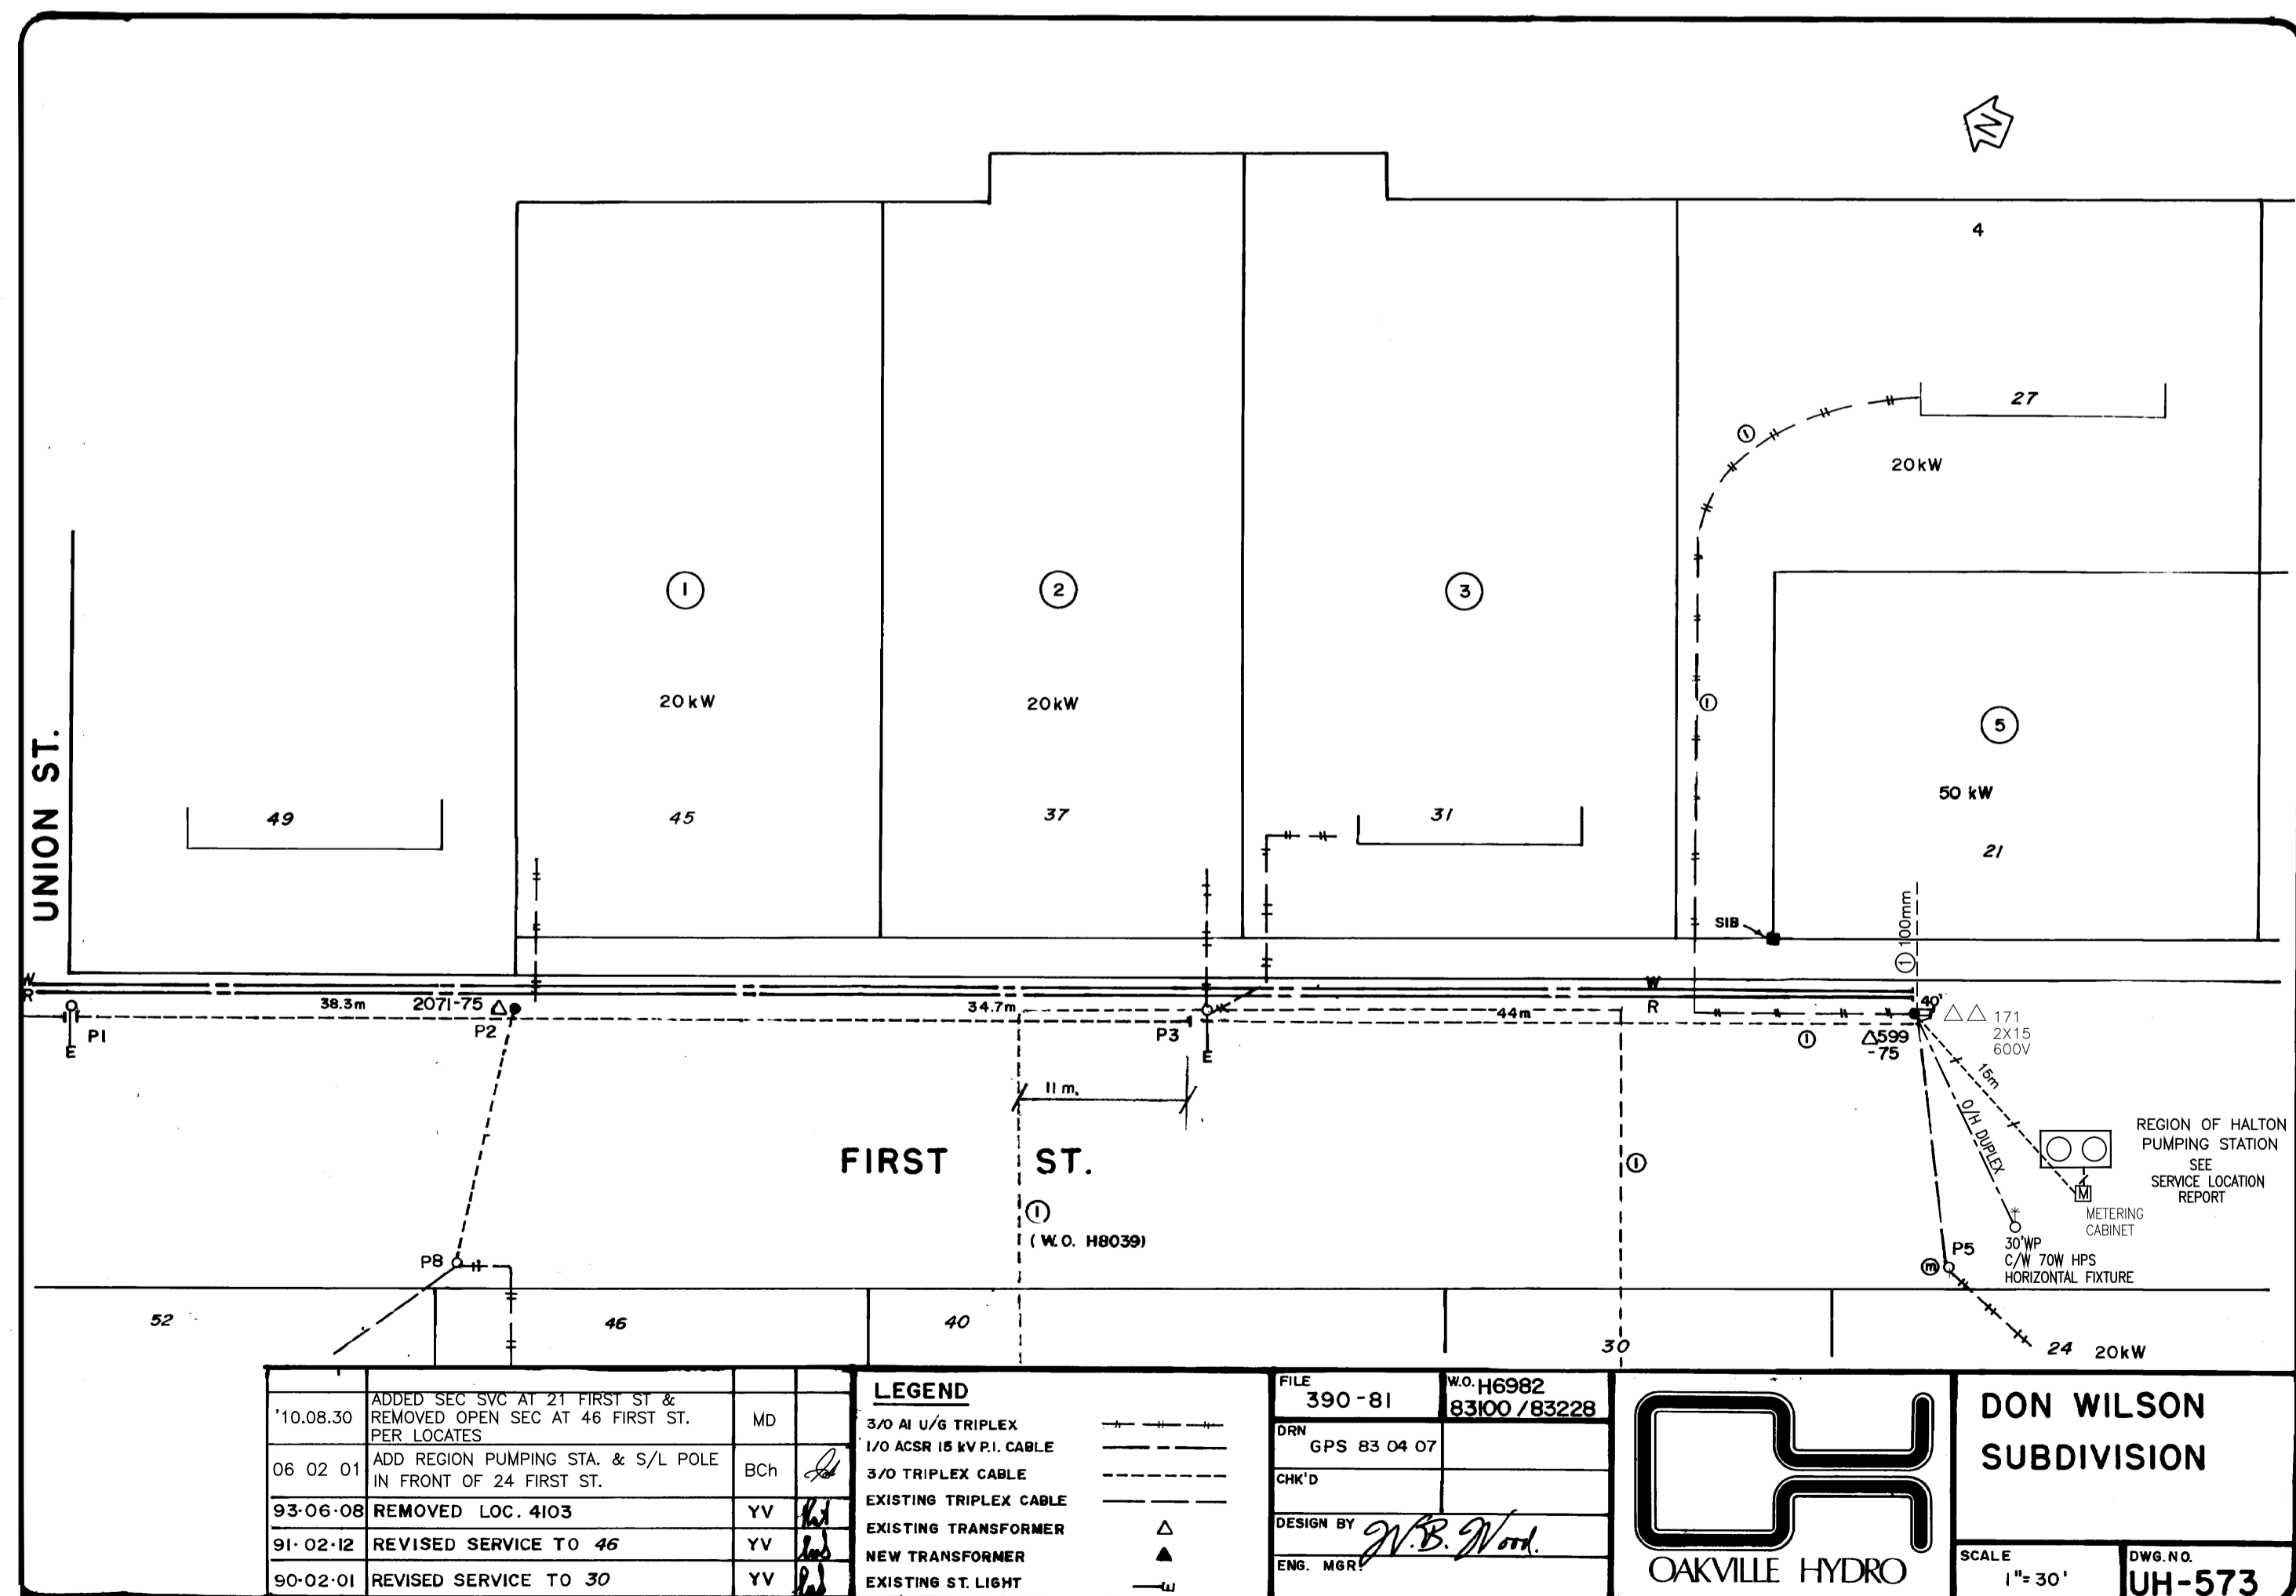 N
4
27
20kW
1
2
3
1
1
20kW
20kW
5
50 kW
UNION ST.
49
45
37
31
21
SIB
1 100mm
W
R
38.3m
2071-75
P2
34.7m
P3
44m
W
R
40'
171
2X15
600V
599
-75
1
P1
E
E
11 m.
15m
O/H DUPLEX
FIRST ST.
1
(W.O. H8039)
1
REGION OF HALTON
PUMPING STATION
SEE
SERVICE LOCATION
REPORT
M
METERING
CABINET
P8
P5
m
30'WP
C/W 70W HPS
HORIZONTAL FIXTURE
52
46
40
30
24 20kW
'10.08.30 ADDED SEC SVC AT 21 FIRST ST &
REMOVED OPEN SEC AT 46 FIRST ST.
PER LOCATES MD
06 02 01 ADD REGION PUMPING STA. & S/L POLE
IN FRONT OF 24 FIRST ST. BCh
93·06·08 REMOVED LOC. 4103 YV
91·02·12 REVISED SERVICE TO 46 YV
90·02·01 REVISED SERVICE TO 30 YV
LEGEND
3/0 Al U/G TRIPLEX
1/0 ACSR 15 kV P.I. CABLE
3/0 TRIPLEX CABLE
EXISTING TRIPLEX CABLE
EXISTING TRANSFORMER
NEW TRANSFORMER
EXISTING ST. LIGHT
FILE
390-81
W.O. H6982
83100/83228
DRN
GPS 83 04 07
CHK'D
DESIGN BY W.B. Wood.
ENG. MGR.
OAKVILLE HYDRO
DON WILSON
SUBDIVISION
SCALE
1"=30'
DWG.NO.
UH-573